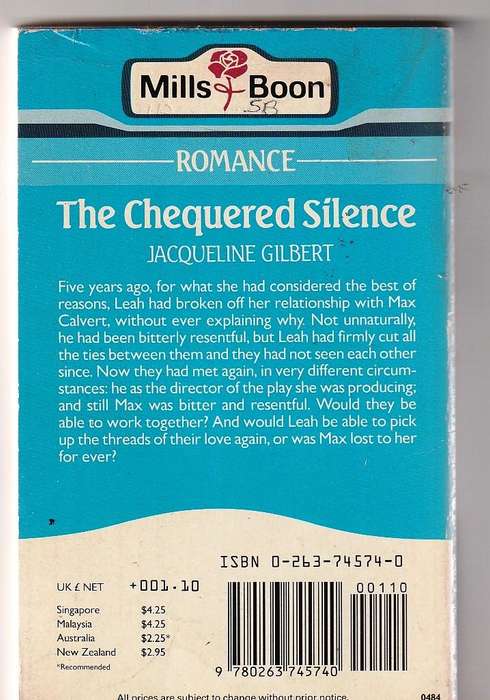 Mills & Boon
SB
ROMANCE
The Chequered Silence
JACQUELINE GILBERT
Five years ago, for what she had considered the best of
reasons, Leah had broken off her relationship with Max
Calvert, without ever explaining why. Not unnaturally,
he had been bitterly resentful, but Leah had firmly cut all
the ties between them and they had not seen each other
since. Now they had met again, in very different circum-
stances: he as the director of the play she was producing;
and still Max was bitter and resentful. Would they be
able to work together? And would Leah be able to pick
up the threads of their love again, or was Max lost to her
for ever?
ISBN 0-263-74574-0
UK £ NET +001.10
00110
Singapore $4.25
Malaysia $4.25
Australia $2.25*
New Zealand $2.95
*Recommended
9 780263 745740
All prices are subject to change without prior notice.
0484